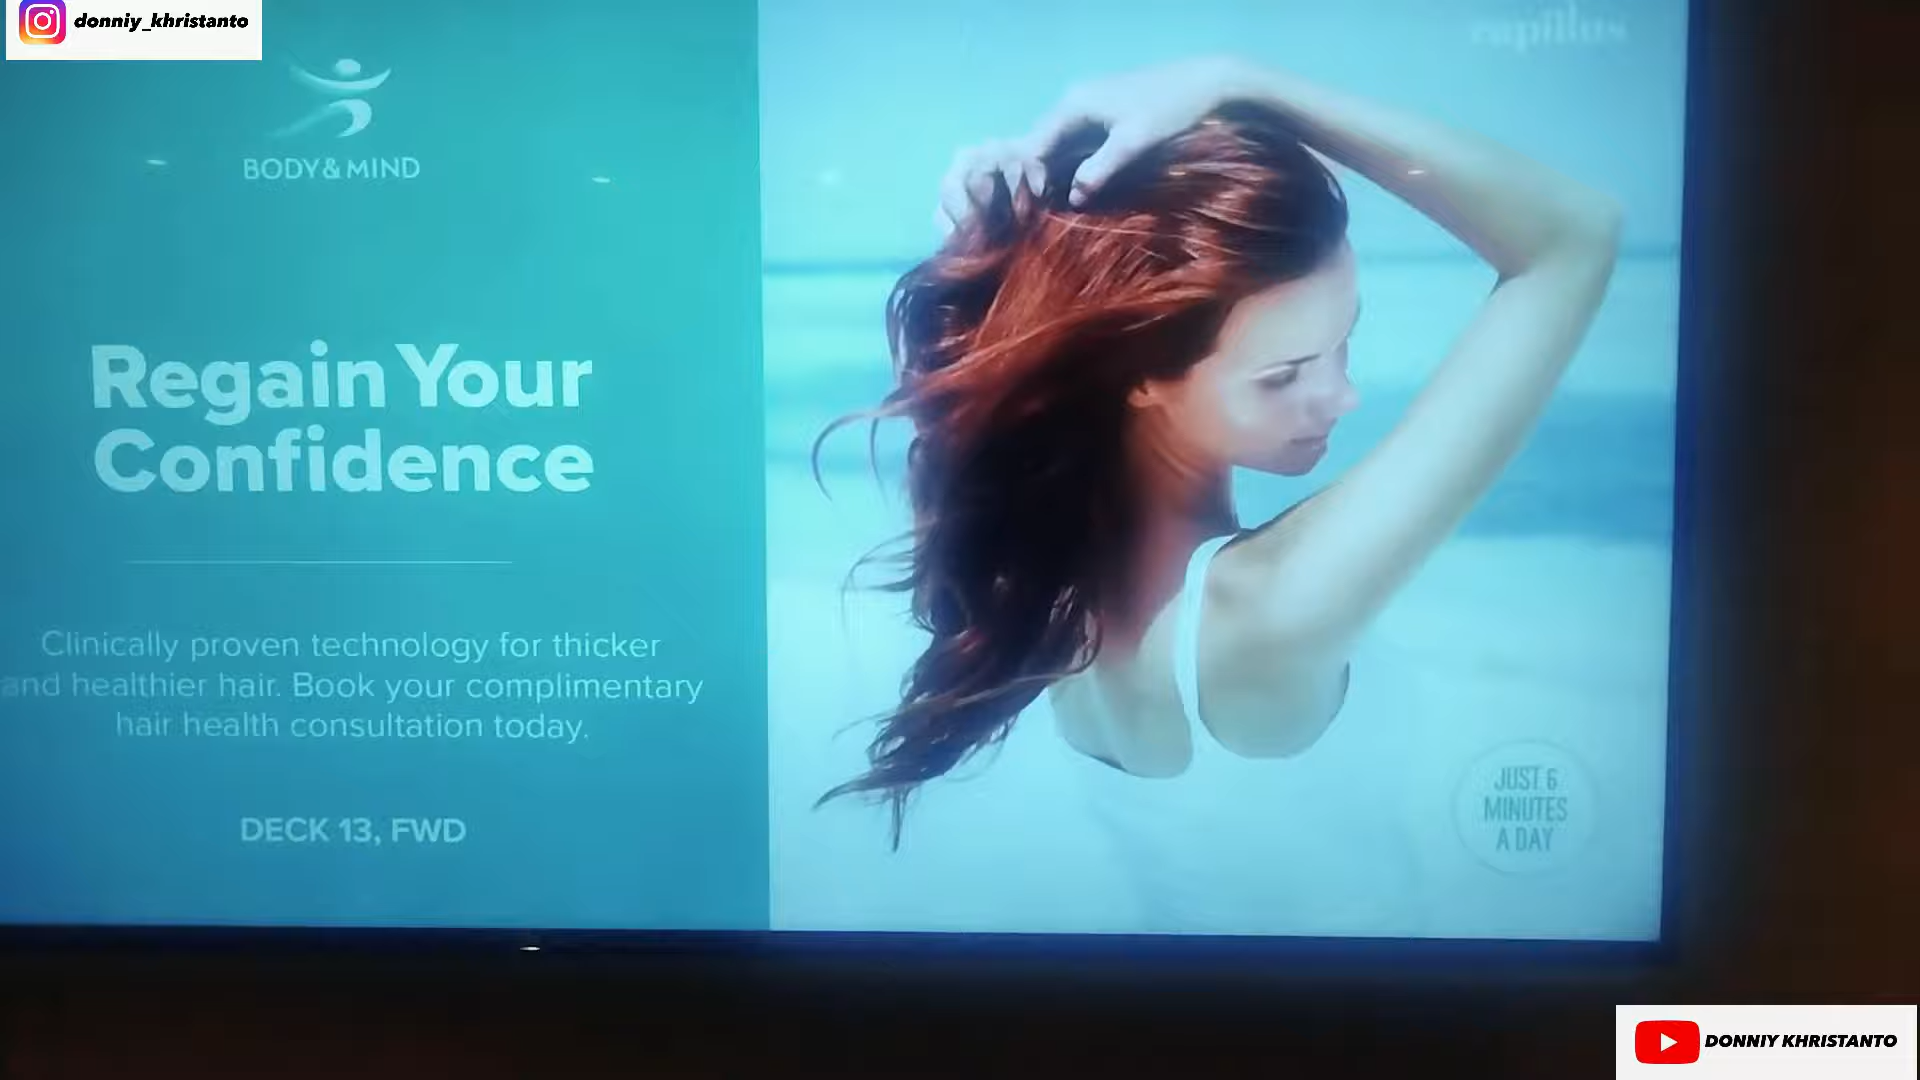 donniy_khristanto
capillus
BODY & MIND
Regain Your
Confidence
Clinically proven technology for thicker
and healthier hair. Book your complimentary
hair health consultation today.
DECK 13, FWD
JUST 6
MINUTES
A DAY
DONNIY KHRISTANTO